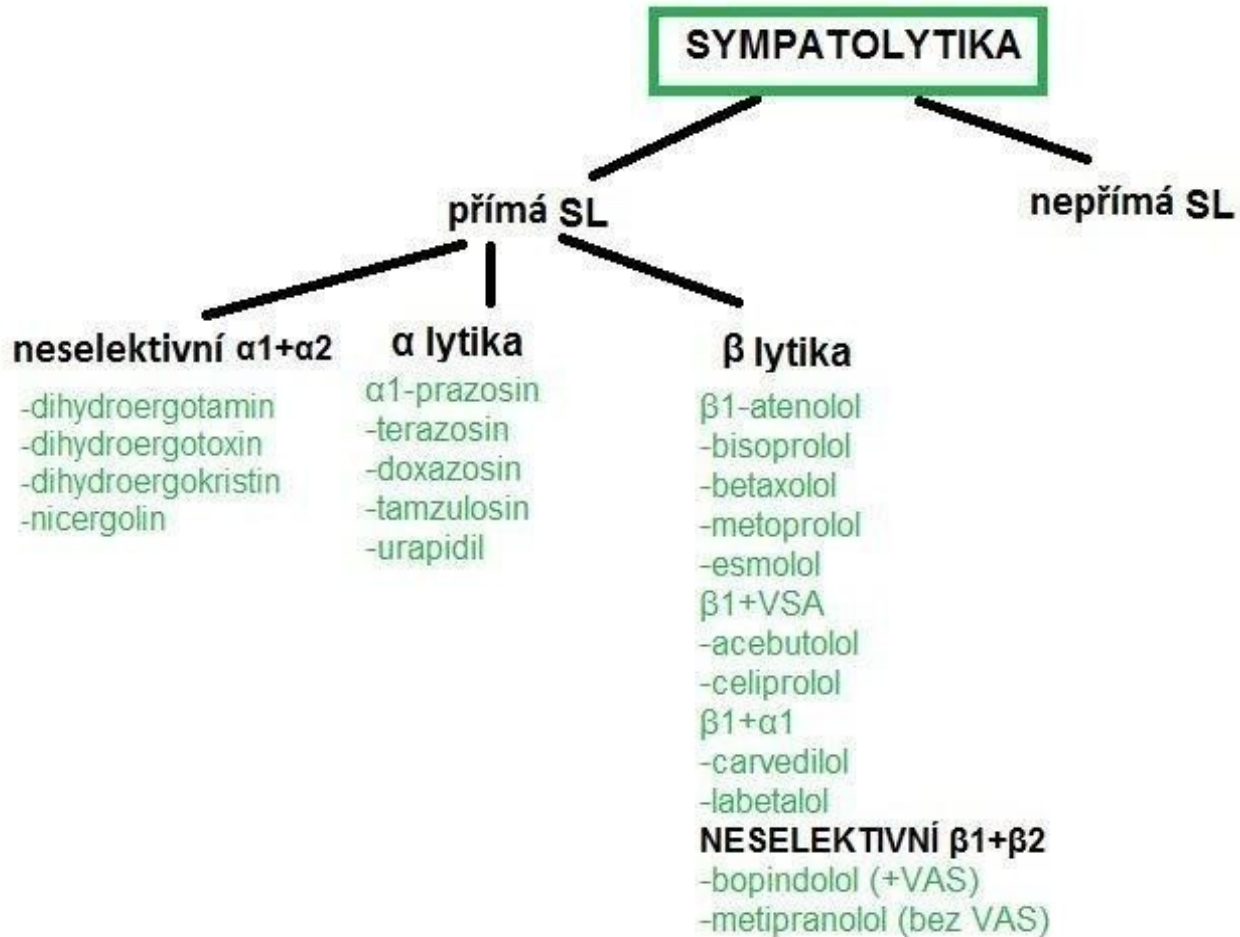 SYMPATOLYTIKA
přímá SL
nepřímá SL
neselektivní α1+α2
-dihydroergotamin
-dihydroergotoxin
-dihydroergokristin
-nicergolin
α lytika
α1-prazosin
-terazosin
-doxazosin
-tamzulosin
-urapidil
β lytika
β1-atenolol
-bisoprolol
-betaxolol
-metoprolol
-esmolol
β1+VSA
-acebutolol
-celiprolol
β1+α1
-carvedilol
-labetalol
NESELEKTIVNÍ β1+β2
-bopindolol (+VAS)
-metipranolol (bez VAS)